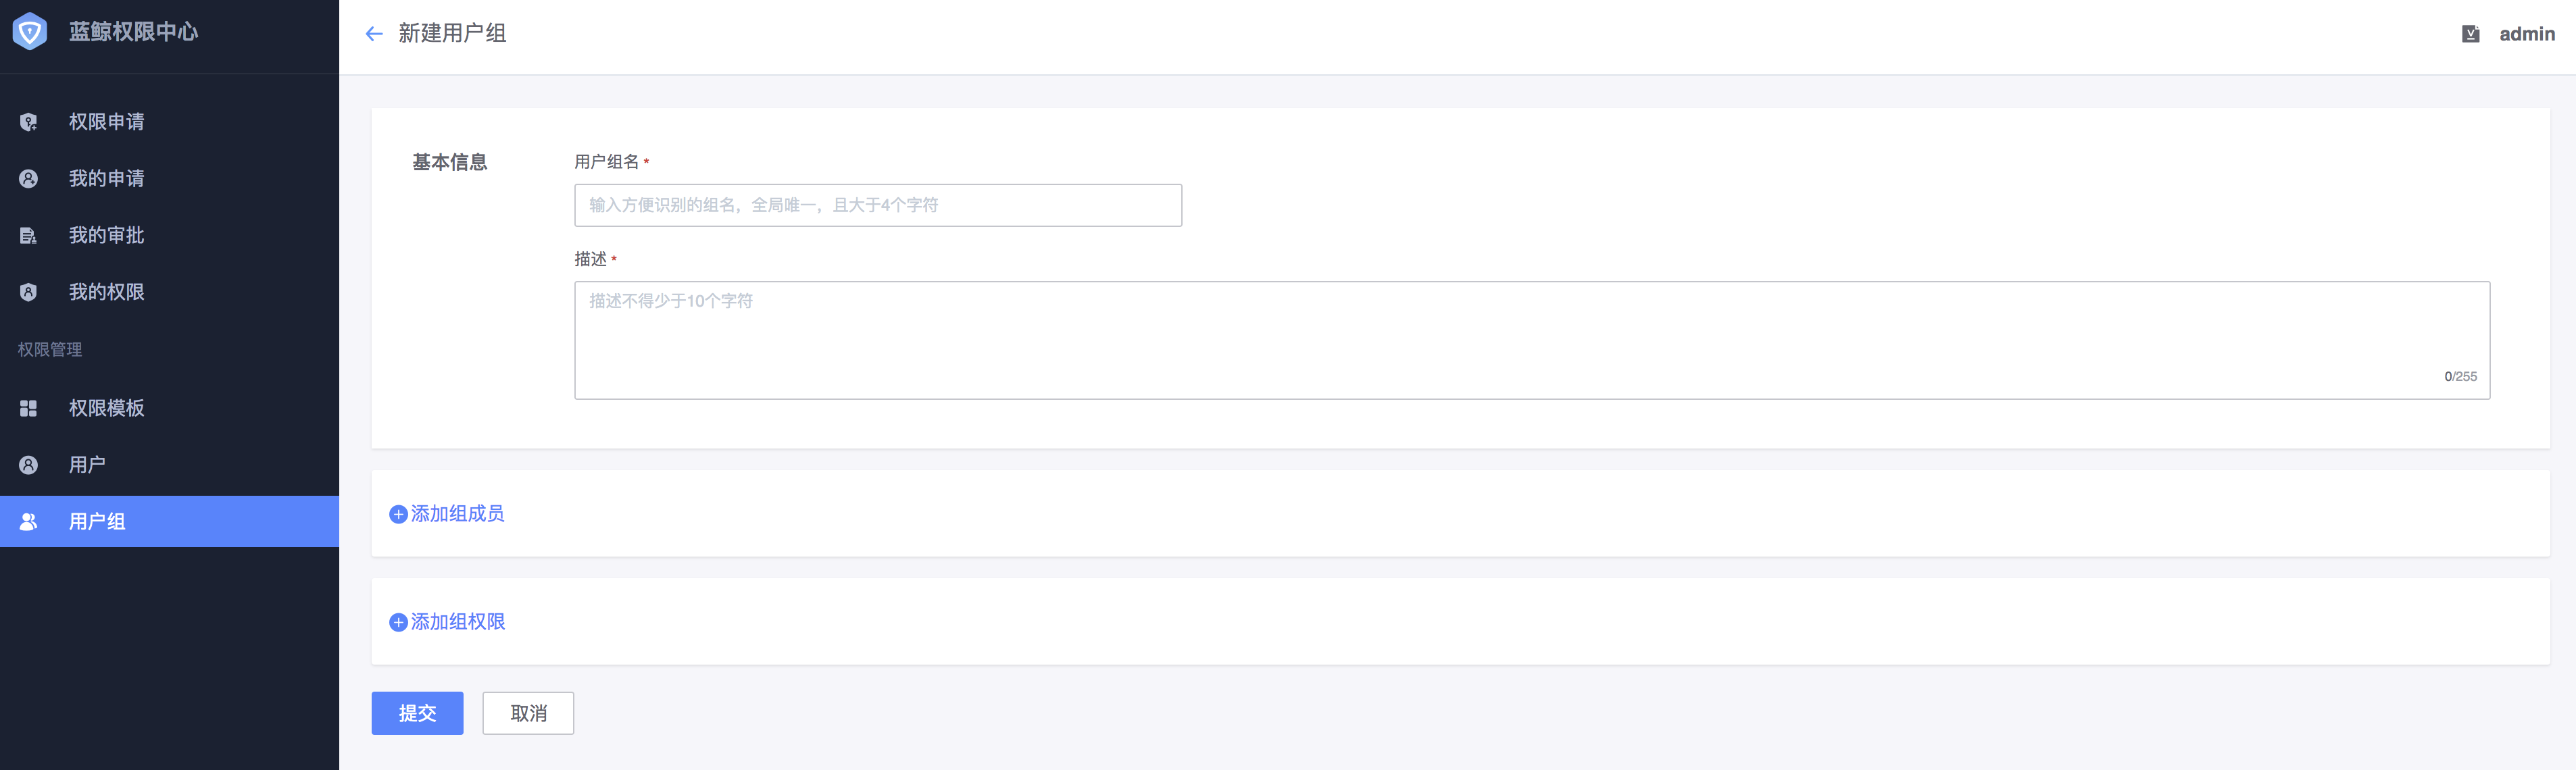 蓝鲸权限中心
权限申请
我的申请
我的审批
我的权限
权限管理
权限模板
用户
用户组
新建用户组
admin
基本信息
用户组名 *
输入方便识别的组名，全局唯一，且大于4个字符
描述 *
描述不得少于10个字符
0/255
添加组成员
添加组权限
提交
取消